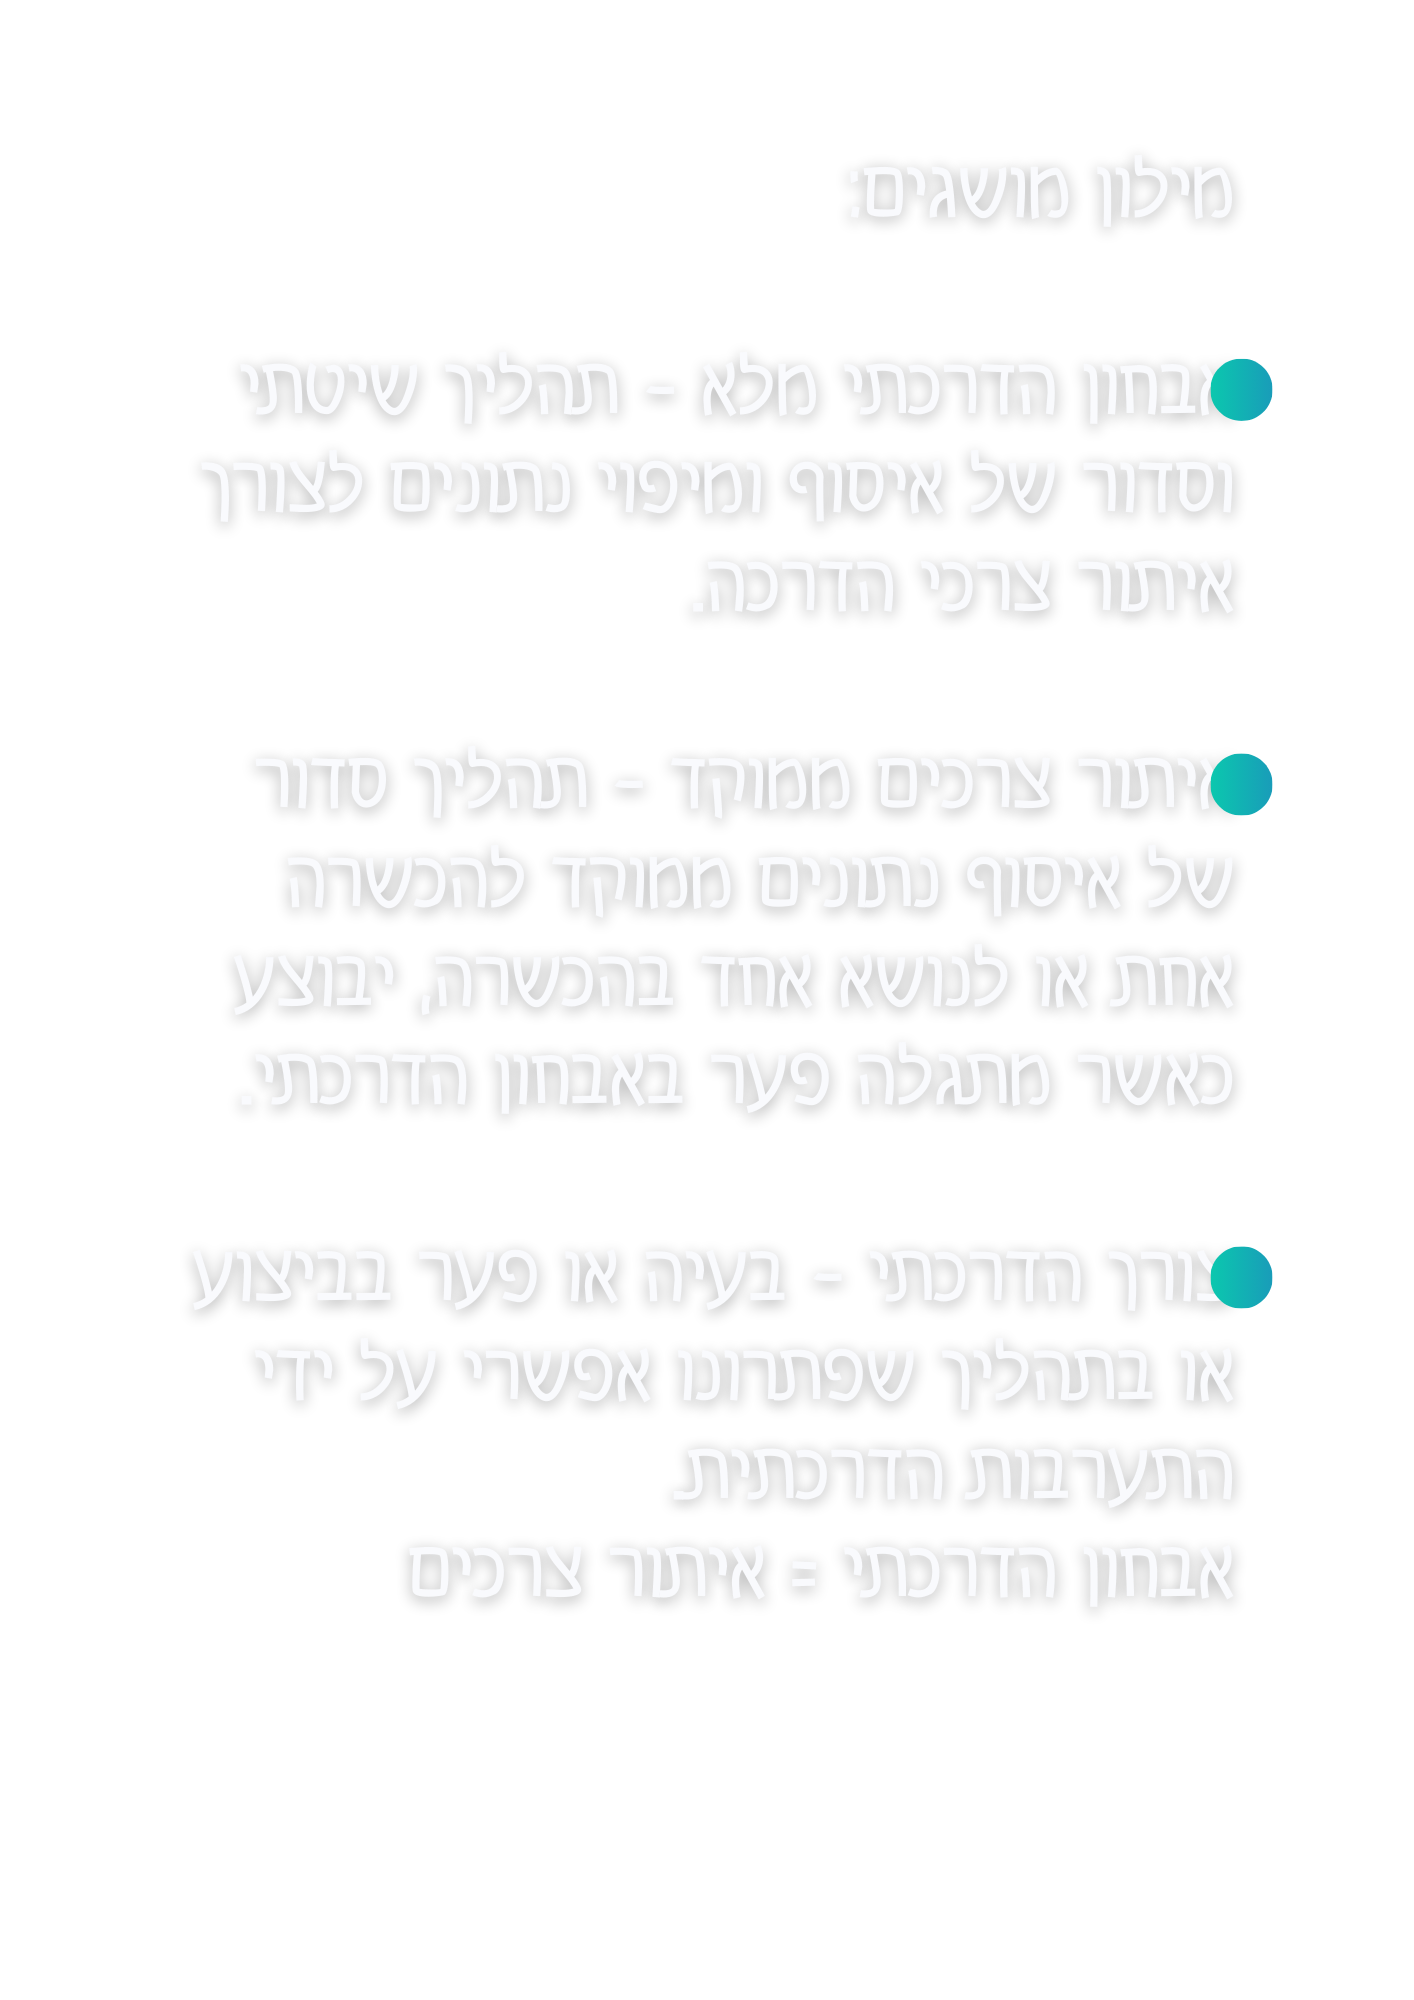 מילון מושגים:
אבחון הדרכתי מלא - תהליך שיטתי
וסדור של איסוף ומיפוי נתונים לצורך
איתור צרכי הדרכה.
איתור צרכים ממוקד - תהליך סדור
של איסוף נתונים ממוקד להכשרה
אחת או לנושא אחד בהכשרה, יבוצע
כאשר מתגלה פער באבחון הדרכתי.
צורך הדרכתי - בעיה או פער בביצוע
או בתהליך שפתרונו אפשרי על ידי
התערבות הדרכתית.
אבחון הדרכתי = איתור צרכים